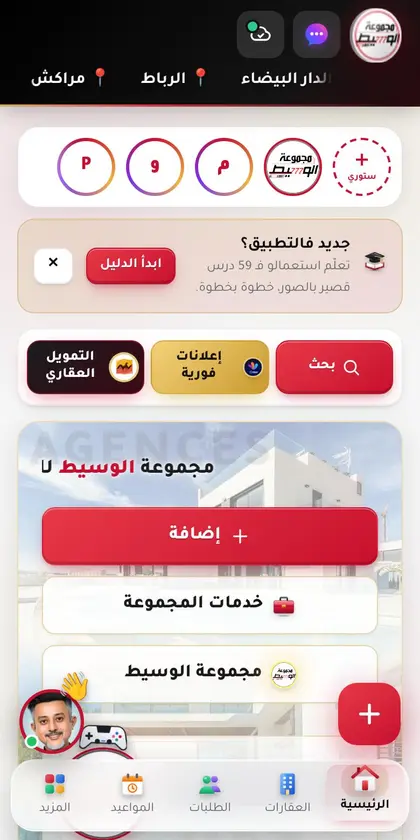 مجموعة
الوسيط
الدار البيضاء
📍 الرباط
📍 مراكش
+
ستوري
مجموعة
الوسيط
م
و
P
جديد فالتطبيق؟
تعلّم استعمالو فـ 59 درس
قصير بالصور، خطوة بخطوة.
ابدأ الدليل
×
بحث
إعلانات
فورية
التمويل
العقاري
AGENCES
مجموعة الوسيط لـ
+ إضافة
خدمات المجموعة
مجموعة الوسيط
+
الرئيسية
العقارات
الطلبات
المواعيد
المزيد